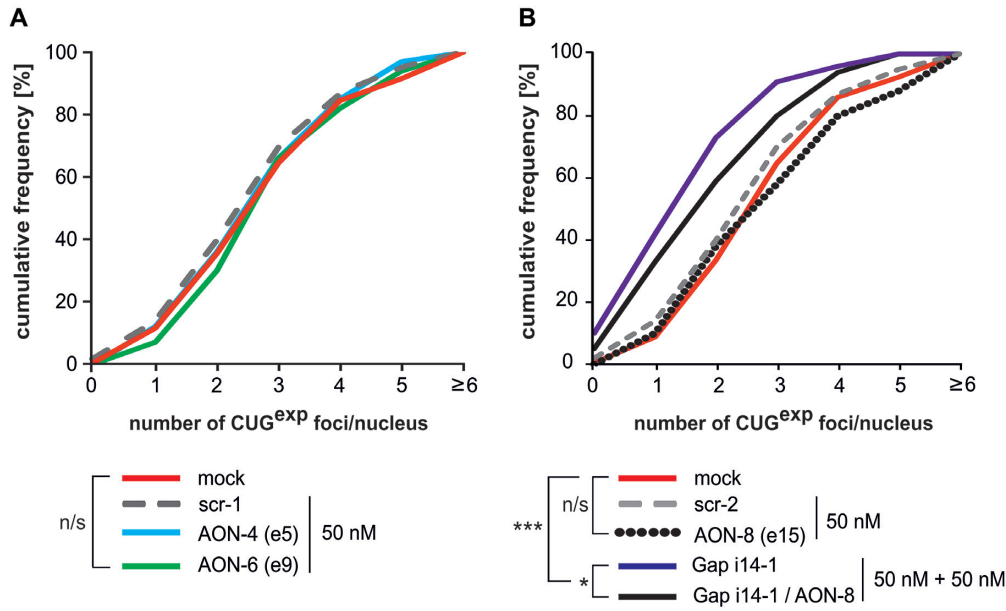 A
cumulative frequency [%]
100
80
60
40
20
0
0 1 2 3 4 5 ≥6
number of CUGexp foci/nucleus
n/s
mock
scr-1
AON-4 (e5)
AON-6 (e9)
50 nM
B
cumulative frequency [%]
100
80
60
40
20
0
0 1 2 3 4 5 ≥6
number of CUGexp foci/nucleus
***
n/s
*
mock
scr-2
AON-8 (e15)
50 nM
Gap i14-1
Gap i14-1 / AON-8
50 nM + 50 nM